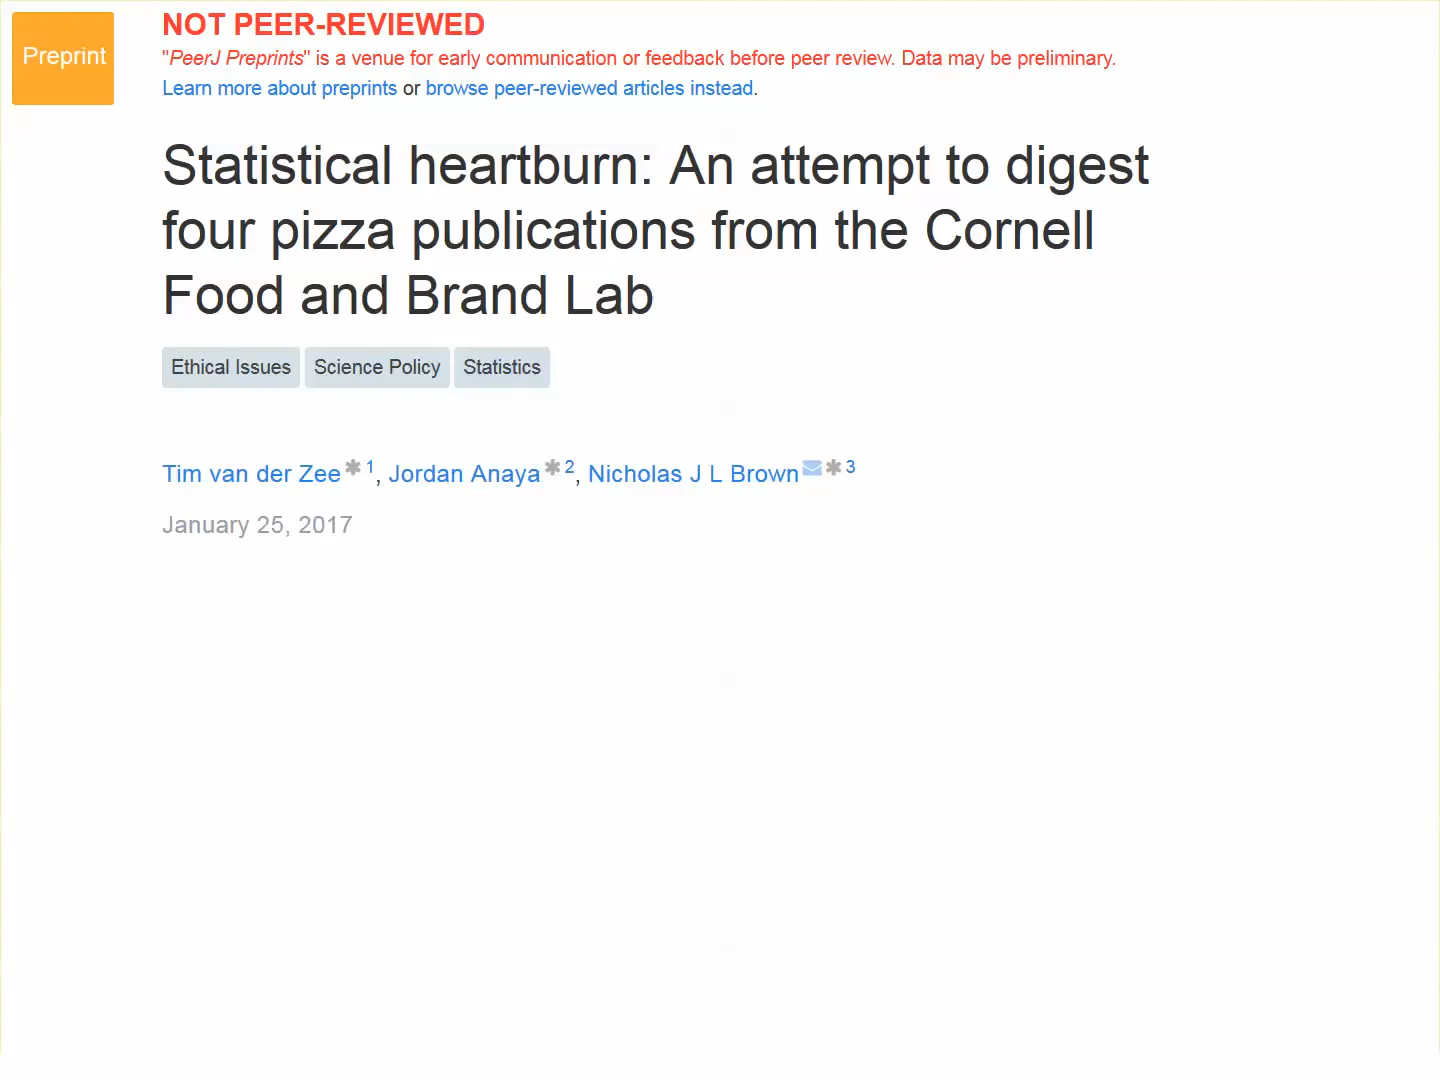 Preprint
NOT PEER-REVIEWED
"PeerJ Preprints" is a venue for early communication or feedback before peer review. Data may be preliminary.
Learn more about preprints or browse peer-reviewed articles instead.
Statistical heartburn: An attempt to digest
four pizza publications from the Cornell
Food and Brand Lab
Ethical Issues Science Policy Statistics
Tim van der Zee * 1, Jordan Anaya * 2, Nicholas J L Brown * 3
January 25, 2017